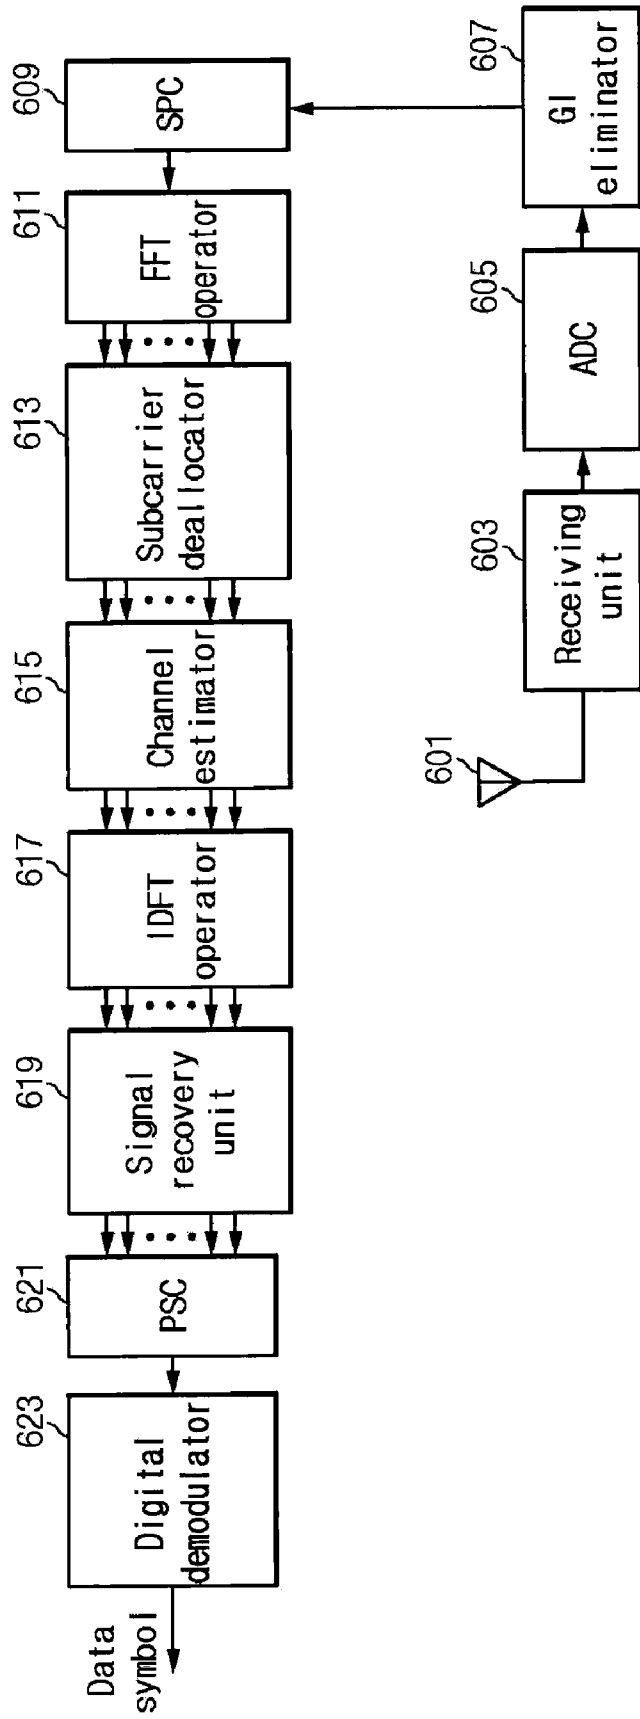 601
603
Receiving
unit
605
ADC
607
GI
eliminator
609
SPC
611
FFT
operator
613
Subcarrier
deallocator
615
Channel
estimator
617
IDFT
operator
619
Signal
recovery
unit
621
PSC
623
Digital
demodulator
Data
symbol